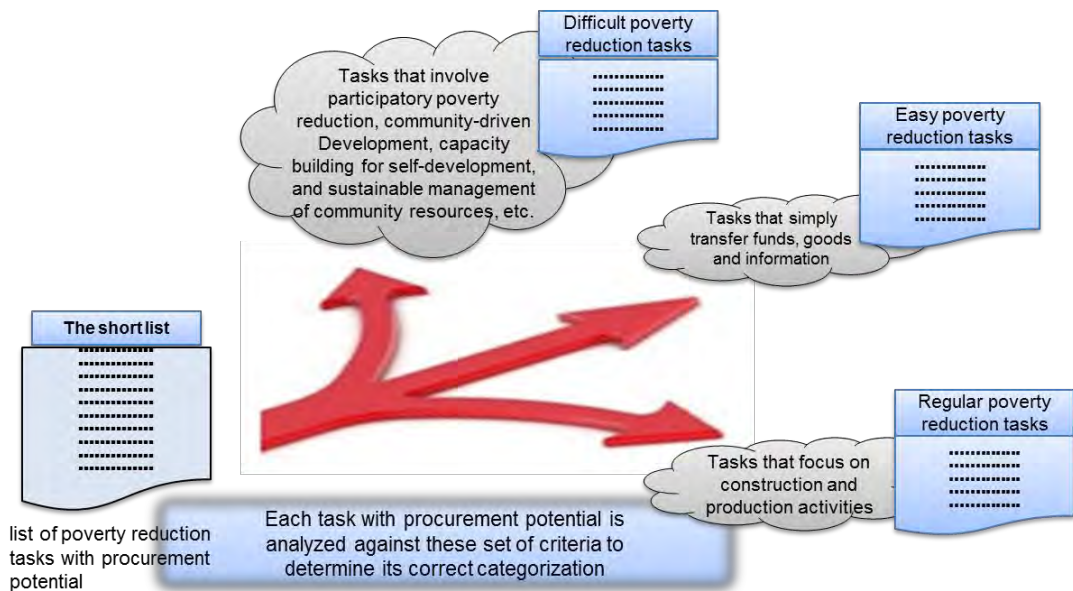 Difficult poverty
reduction tasks
Tasks that involve
participatory poverty
reduction, community-driven
Development, capacity
building for self-development,
and sustainable management
of community resources, etc.
Easy poverty
reduction tasks
Tasks that simply
transfer funds, goods
and information
The short list
Regular poverty
reduction tasks
Tasks that focus on
construction and
production activities
list of poverty reduction
tasks with procurement
potential
Each task with procurement potential is
analyzed against these set of criteria to
determine its correct categorization